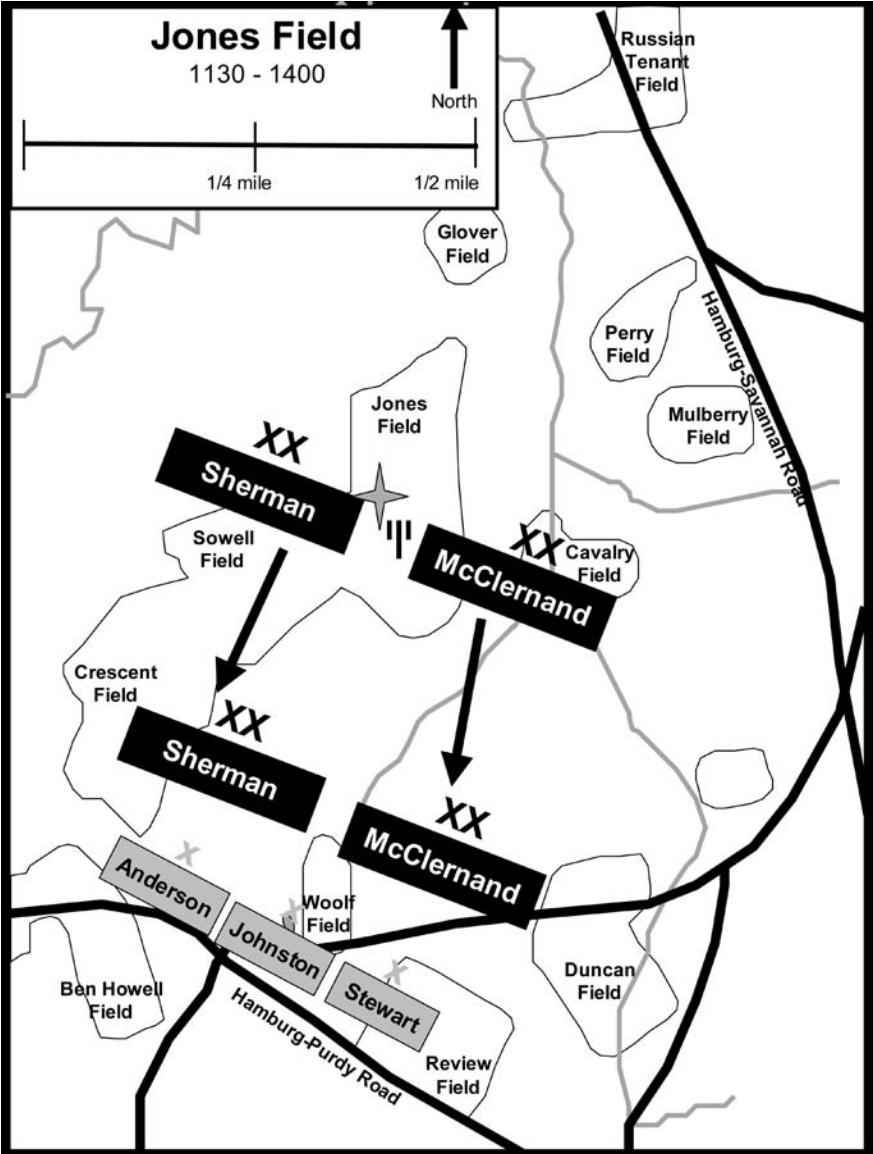 Jones Field
1130 - 1400
North
1/4 mile
1/2 mile
Russian
Tenant
Field
Glover
Field
Hamburg-Savannah Road
Perry
Field
Jones
Field
Mulberry
Field
XX
Sherman
Sowell
Field
XX
McClernand
Cavalry
Field
Crescent
Field
XX
Sherman
XX
McClernand
X
Anderson
X
Johnston
Woolf
Field
X
Stewart
Ben Howell
Field
Hamburg-Purdy Road
Duncan
Field
Review
Field